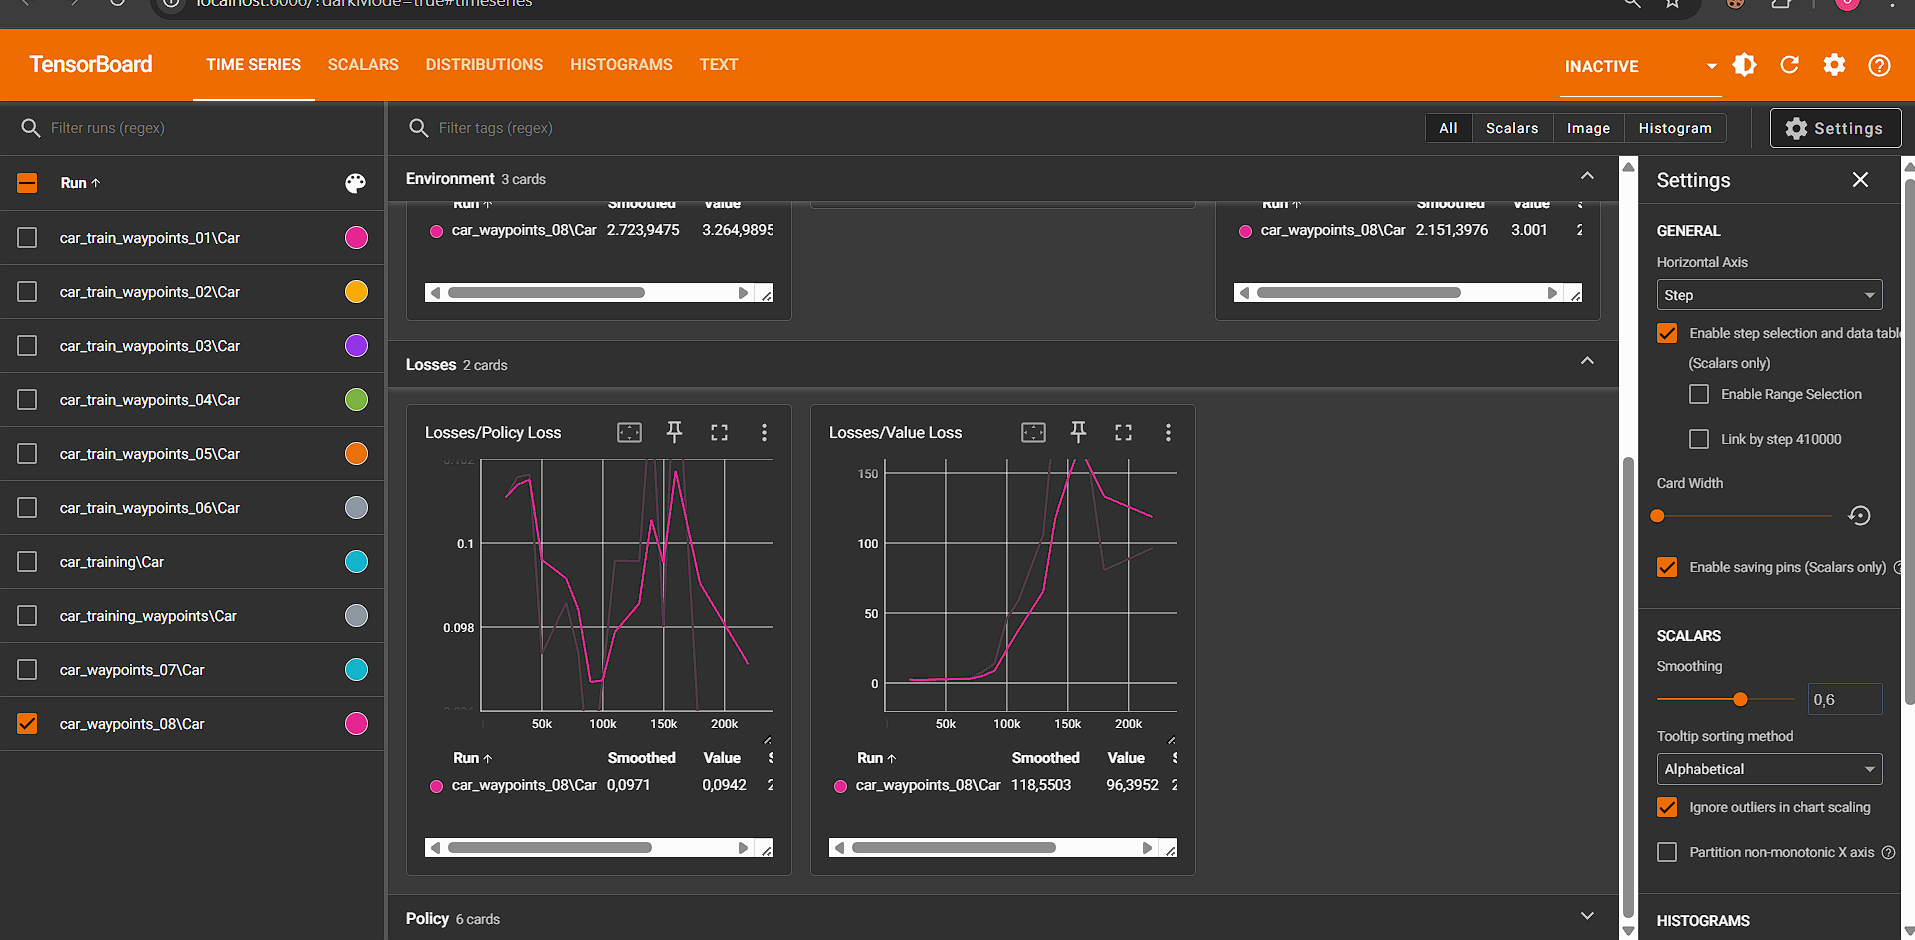 localhost:6006/?darkMode=true#timeseries
TensorBoard
TIME SERIES
SCALARS
DISTRIBUTIONS
HISTOGRAMS
TEXT
INACTIVE
Filter runs (regex)
Filter tags (regex)
All
Scalars
Image
Histogram
Settings
Run
car_train_waypoints_01\Car
car_train_waypoints_02\Car
car_train_waypoints_03\Car
car_train_waypoints_04\Car
car_train_waypoints_05\Car
car_train_waypoints_06\Car
car_training\Car
car_training_waypoints\Car
car_waypoints_07\Car
car_waypoints_08\Car
Environment 3 cards
Run Smoothed Value
car_waypoints_08\Car 2.723,9475 3.264,9895
Run Smoothed Value
car_waypoints_08\Car 2.151,3976 3.001 2
Losses 2 cards
Losses/Policy Loss
0.102
0.1
0.098
50k 100k 150k 200k
Run Smoothed Value
car_waypoints_08\Car 0,0971 0,0942 2
Losses/Value Loss
150
100
50
0
50k 100k 150k 200k
Run Smoothed Value
car_waypoints_08\Car 118,5503 96,3952 2
Policy 6 cards
Settings
GENERAL
Horizontal Axis
Step
Enable step selection and data table
(Scalars only)
Enable Range Selection
Link by step 410000
Card Width
Enable saving pins (Scalars only)
SCALARS
Smoothing
0,6
Tooltip sorting method
Alphabetical
Ignore outliers in chart scaling
Partition non-monotonic X axis
HISTOGRAMS